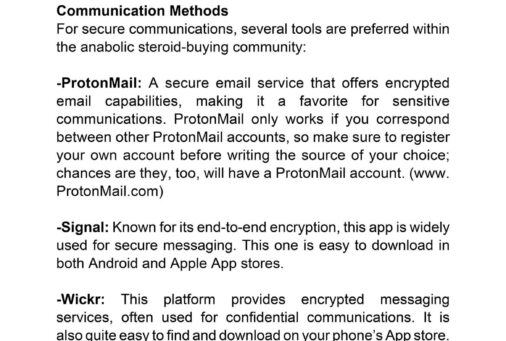 Communication Methods
For secure communications, several tools are preferred within
the anabolic steroid-buying community:
-ProtonMail: A secure email service that offers encrypted
email capabilities, making it a favorite for sensitive
communications. ProtonMail only works if you correspond
between other ProtonMail accounts, so make sure to register
your own account before writing the source of your choice;
chances are they, too, will have a ProtonMail account. (www.
ProtonMail.com)
-Signal: Known for its end-to-end encryption, this app is widely
used for secure messaging. This one is easy to download in
both Android and Apple App stores.
-Wickr: This platform provides encrypted messaging
services, often used for confidential communications. It is
also quite easy to find and download on your phone’s App store.